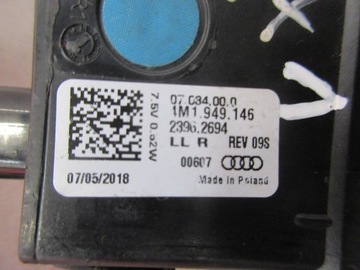 07.034.00.0
1M1.949.146
2396.2694
LL R REV 09S
7.5V 0.62W
00607
07/05/2018
Made in Poland